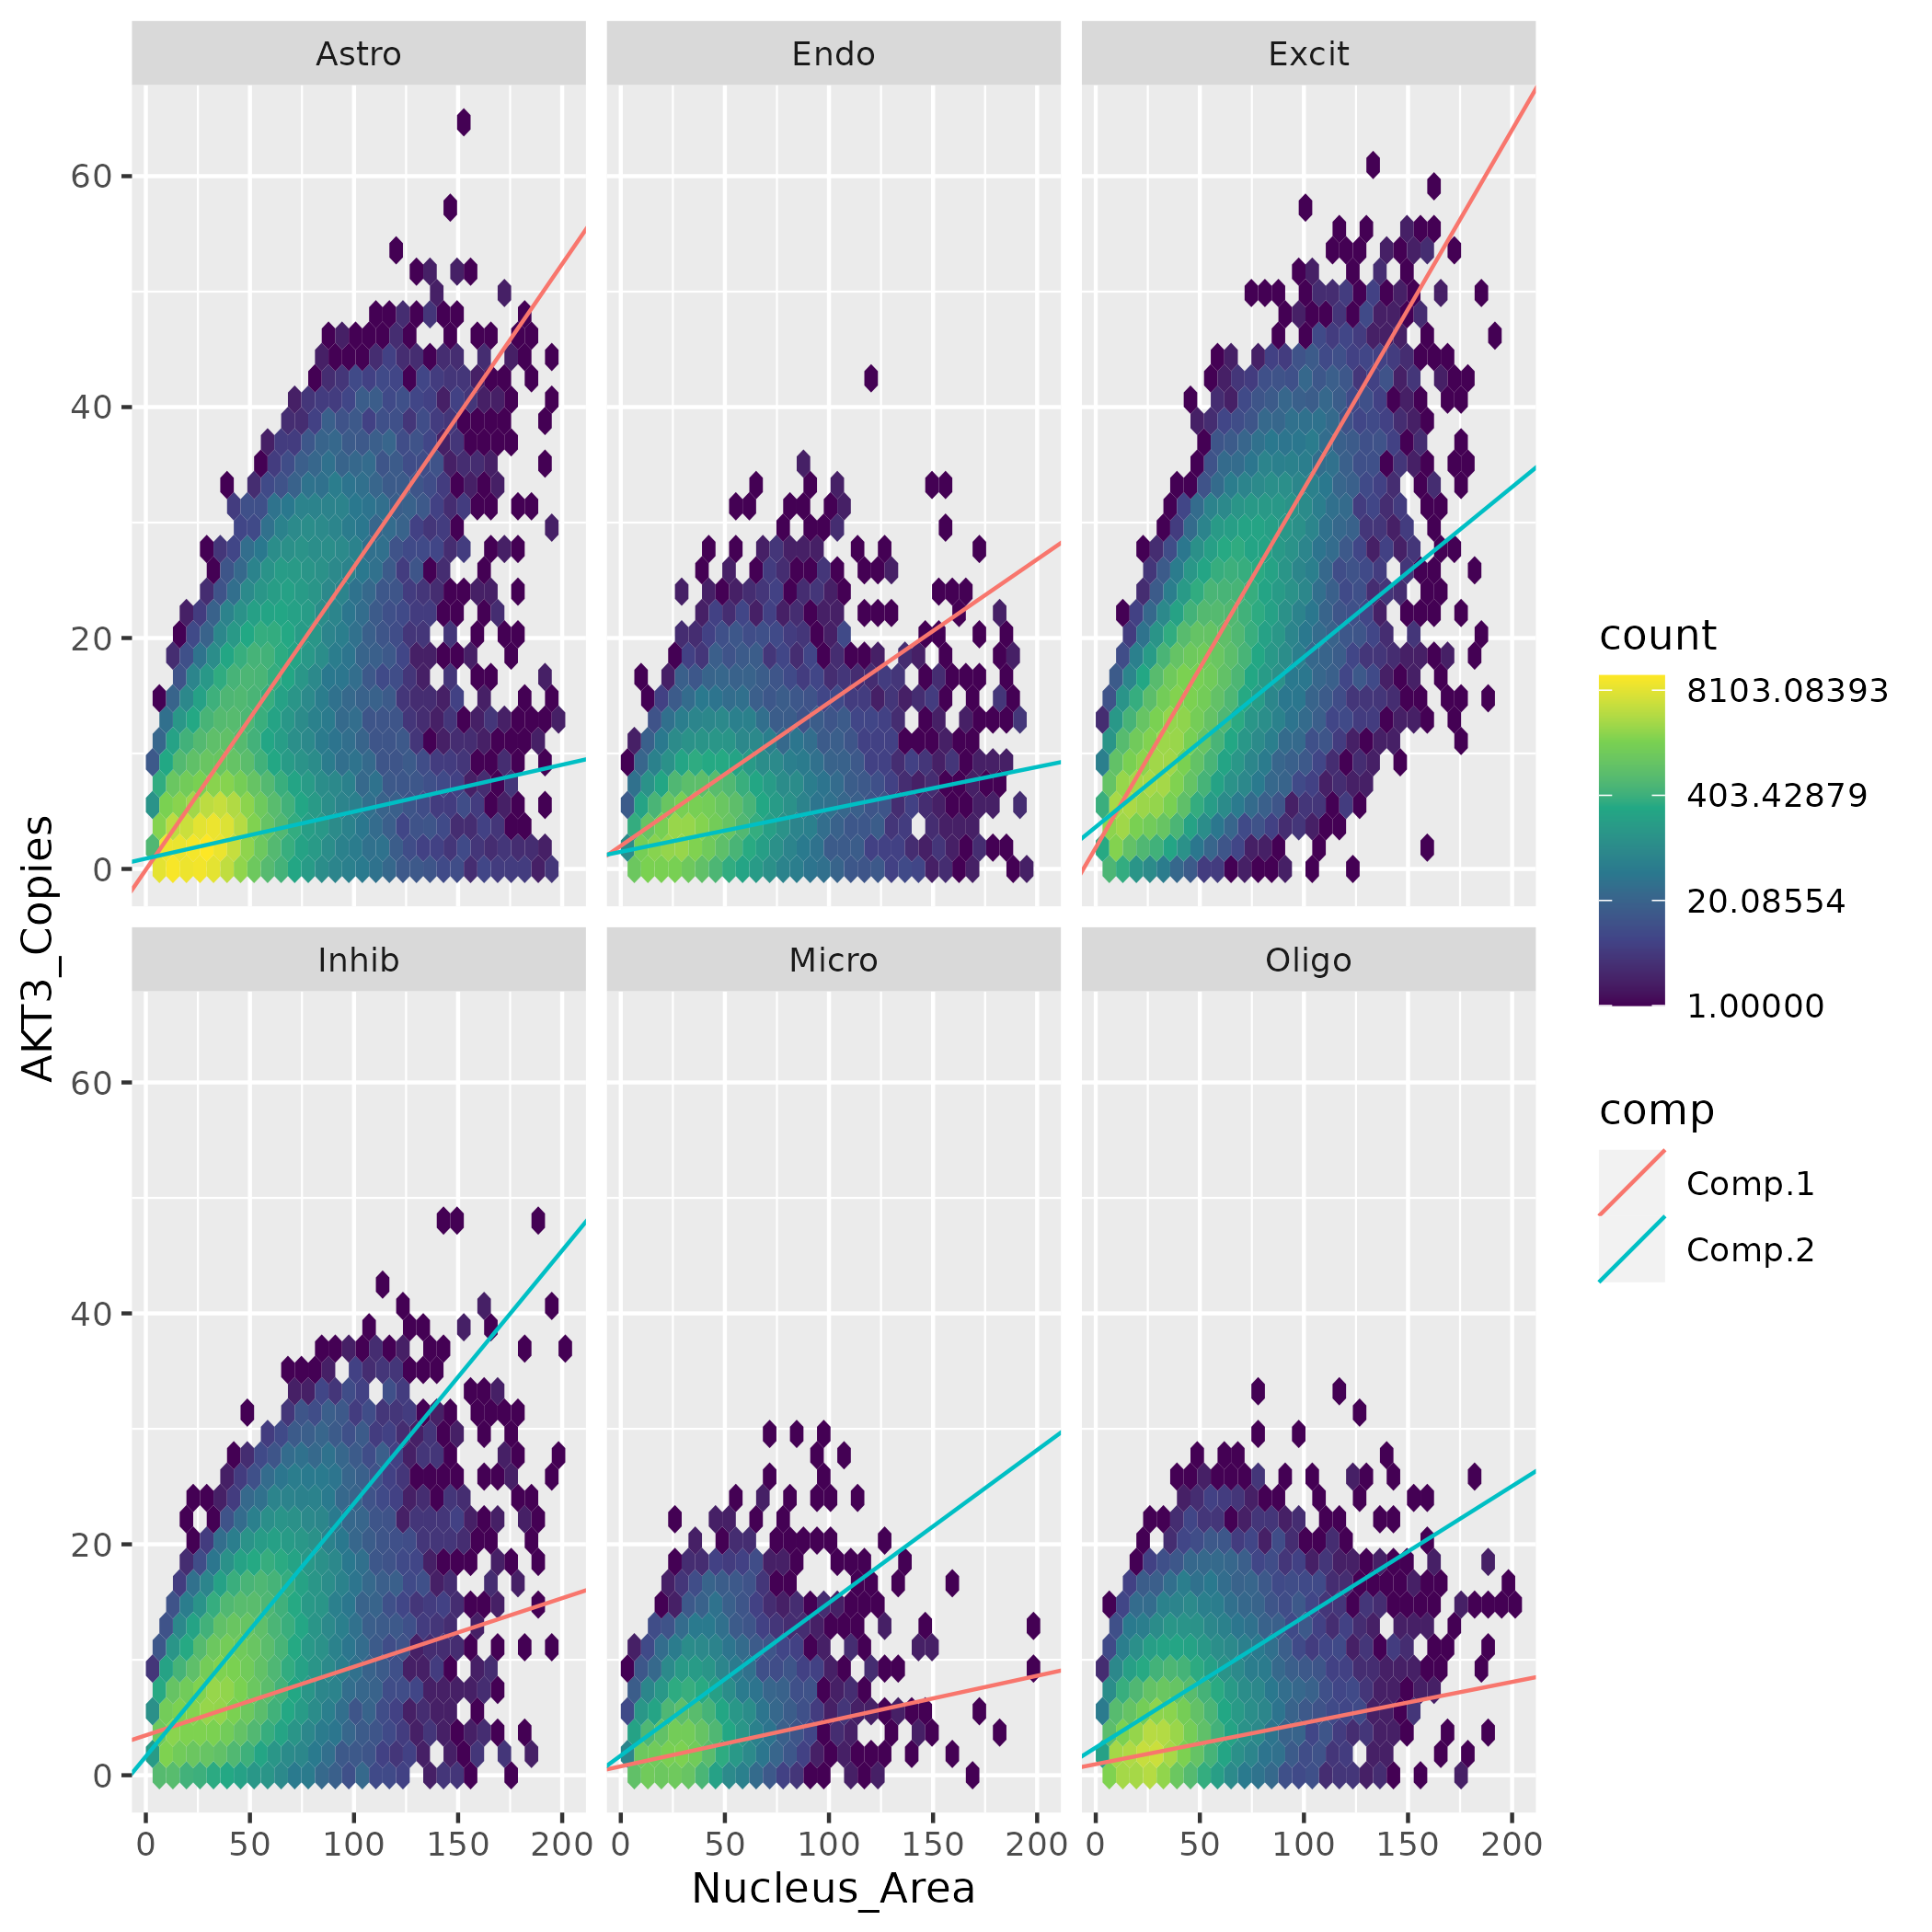 Astro Endo Excit
60
40
20
0
AKT3_Copies
Inhib Micro Oligo
60
40
20
0
0 50 100 150 200 0 50 100 150 200 0 50 100 150 200
Nucleus_Area
count
8103.08393
403.42879
20.08554
1.00000
comp
Comp.1
Comp.2